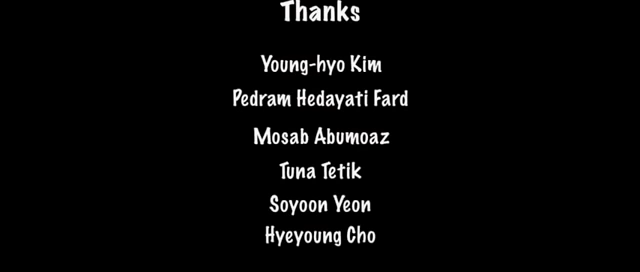 Thanks
Young-hyo Kim
Pedram Hedayati Fard
Mosab Abumoaz
Tuna Tetik
Soyoon Yeon
Hyeyoung Cho